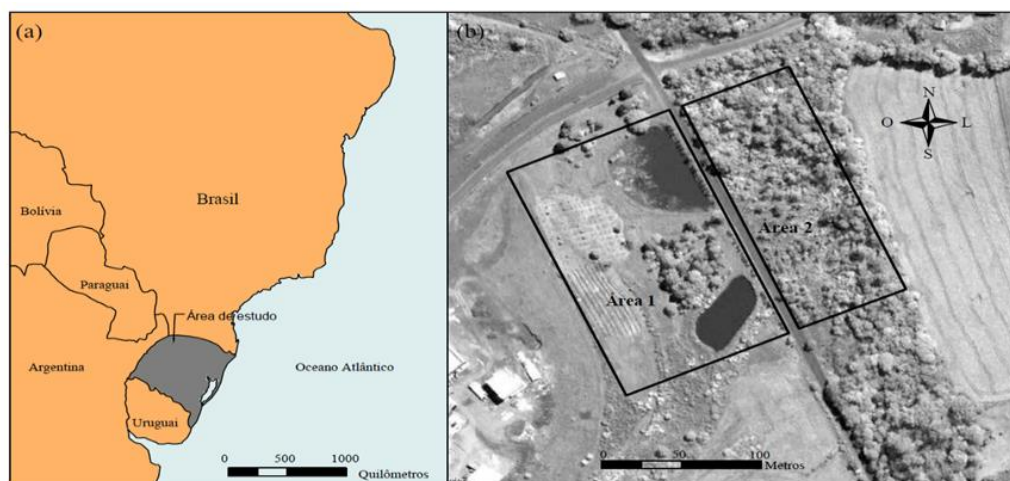 (a)
Brasil
Bolívia
Paraguai
Área de estudo
Argentina
Oceano Atlântico
Uruguai
0 500 1000
Quilômetros
(b)
N
O L
S
Área 2
Área 1
0 50 100
Metros